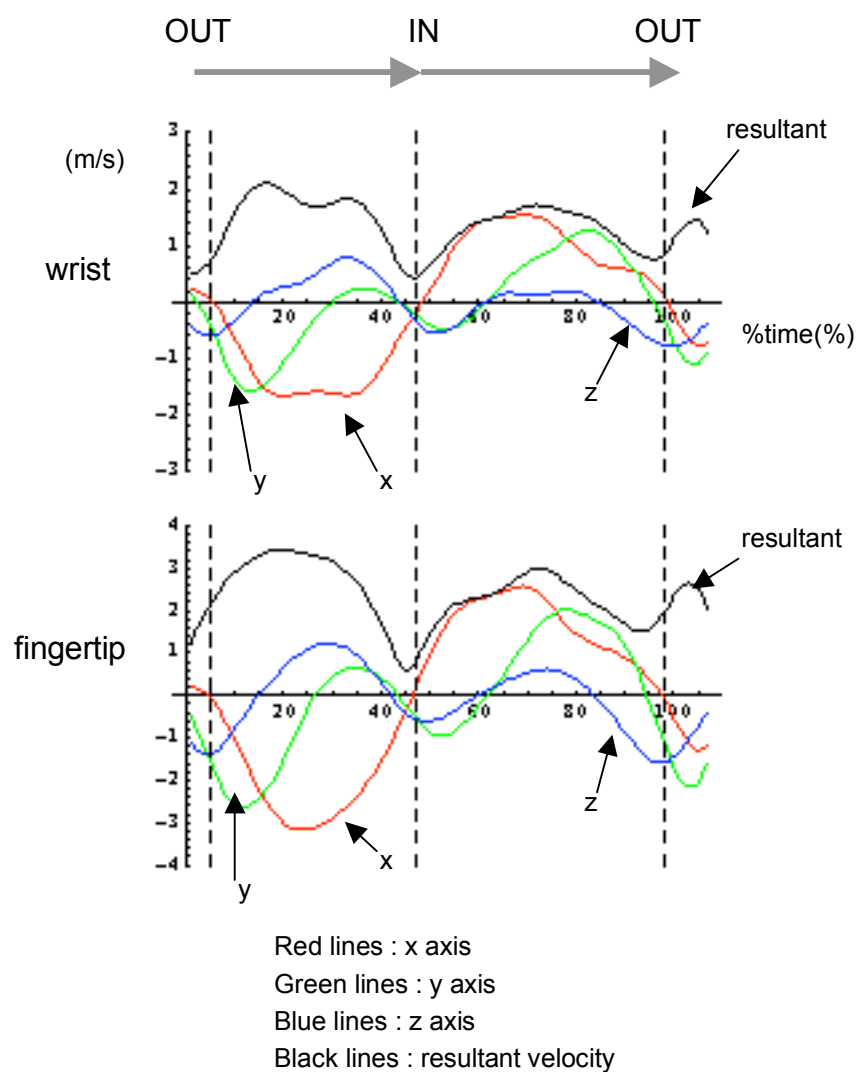 OUT IN OUT
3
resultant
(m/s)
2
1
wrist
20 40 80 100
%time(%)
-1
z
-2
-3
y x
4
resultant
3
2
fingertip
1
20 40 80 100
-1
-2
z
-3
x
-4
y
Red lines : x axis
Green lines : y axis
Blue lines : z axis
Black lines : resultant velocity